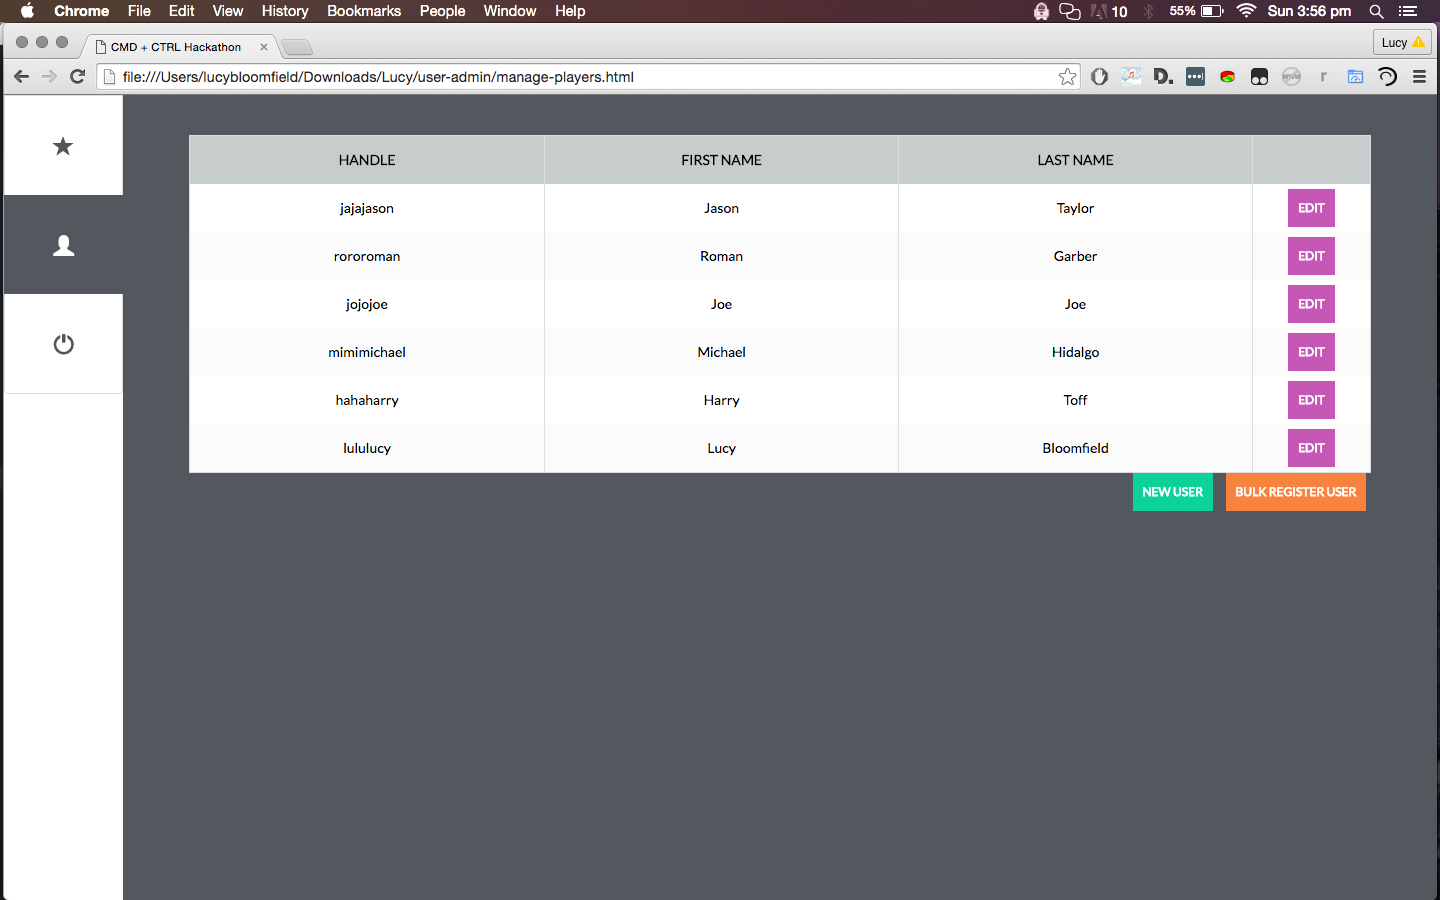 Chrome File Edit View History Bookmarks People Window Help 10 55% Sun 3:56 pm
CMD + CTRL Hackathon Lucy
file:///Users/lucybloomfield/Downloads/Lucy/user-admin/manage-players.html D. r
HANDLE FIRST NAME LAST NAME
jajajason Jason Taylor EDIT
rororoman Roman Garber EDIT
jojojoe Joe Joe EDIT
mimimichael Michael Hidalgo EDIT
hahaharry Harry Toff EDIT
lululucy Lucy Bloomfield EDIT
NEW USER BULK REGISTER USER